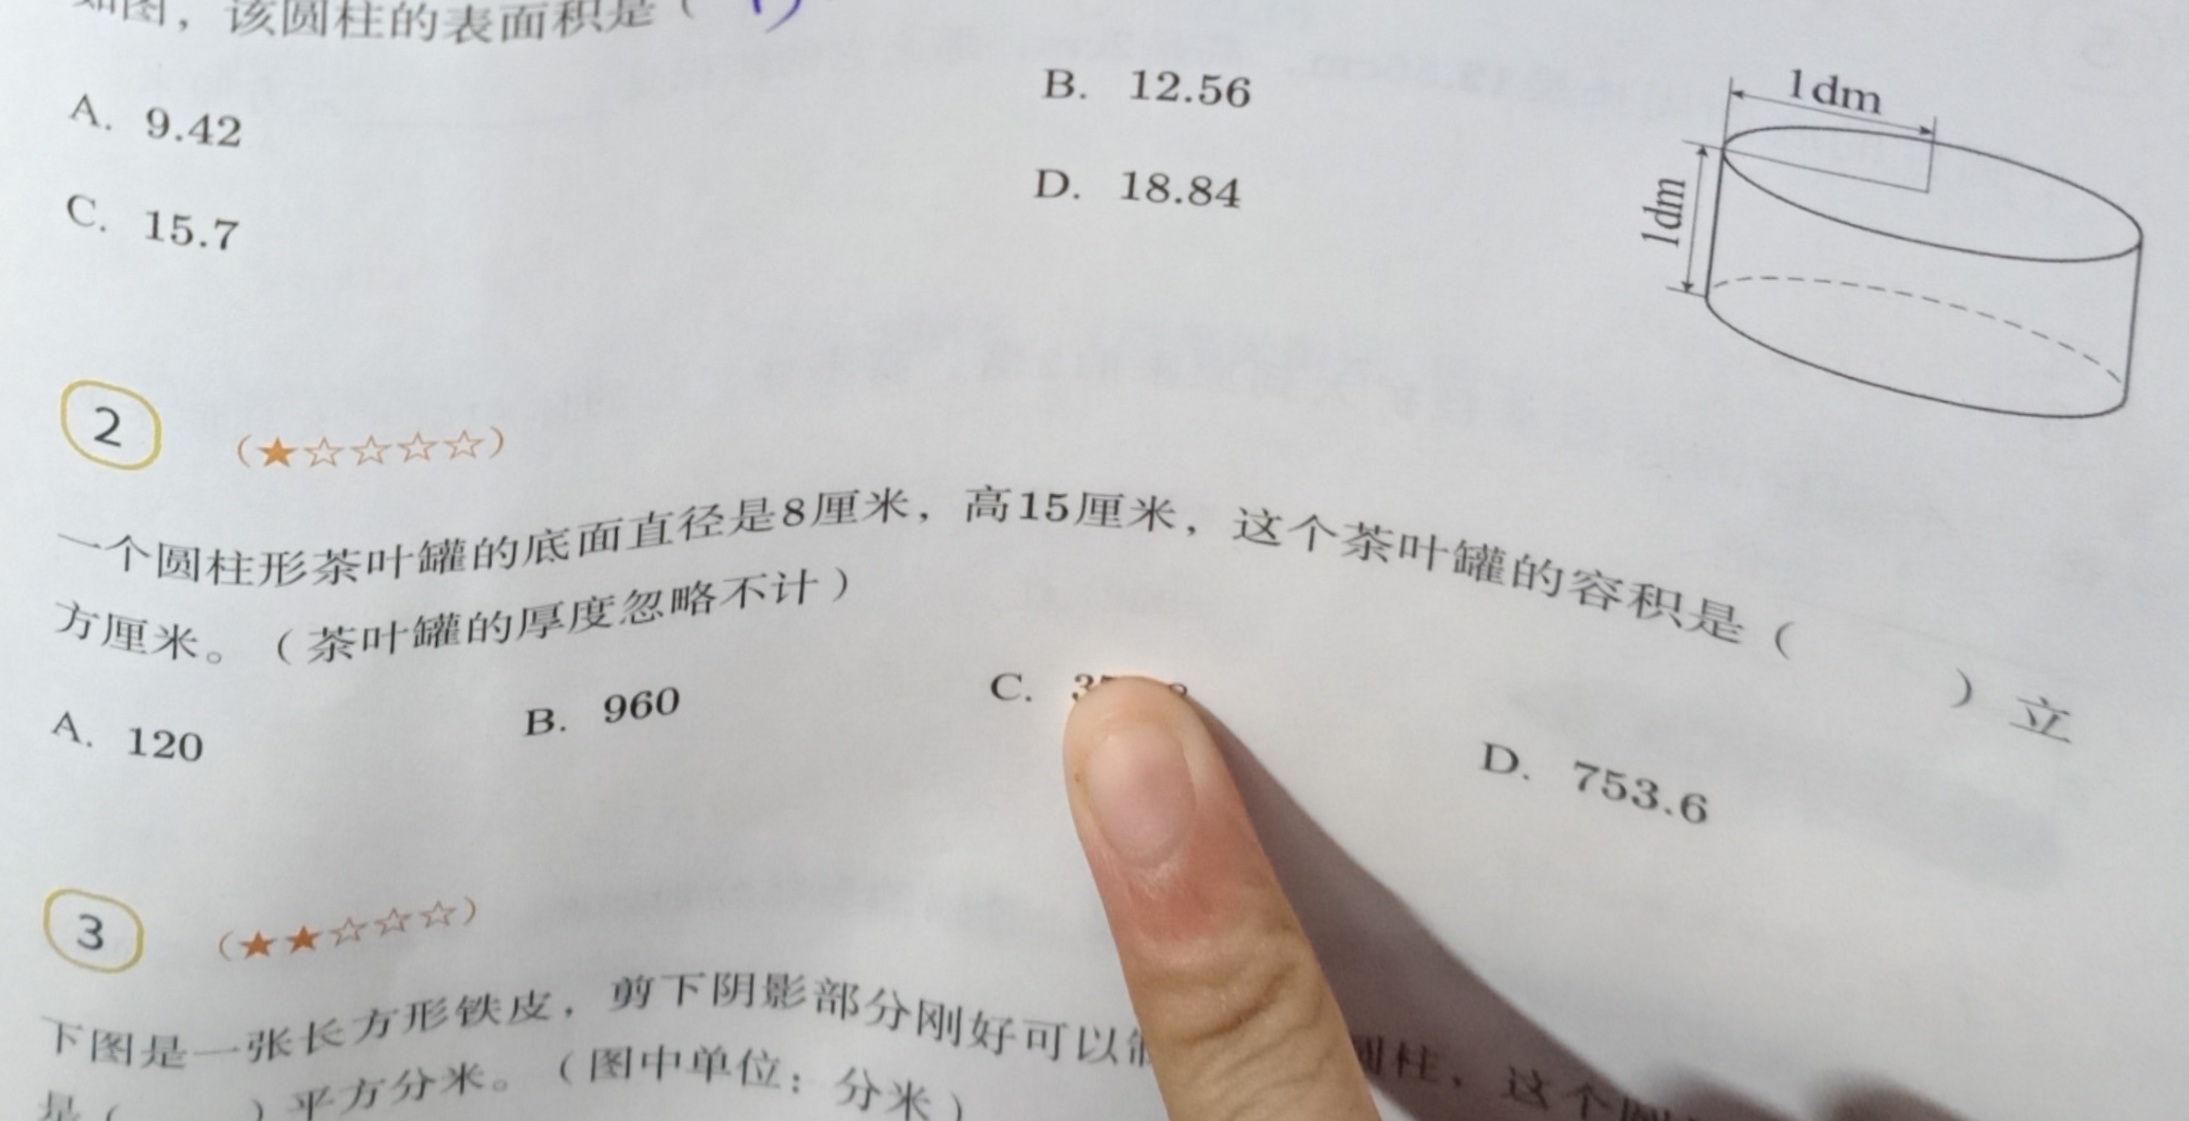 如图，该圆柱的表面积是（
A. 9.42
B. 12.56
C. 15.7
D. 18.84
1dm
1dm
2 （★☆☆☆☆）
一个圆柱形茶叶罐的底面直径是8厘米，高15厘米，这个茶叶罐的容积是（ ）立
方厘米。（茶叶罐的厚度忽略不计）
A. 120
B. 960
C.
D. 753.6
3 （★★☆☆☆）
下图是一张长方形铁皮，剪下阴影部分刚好可以 圆柱，这个
是（ ）平方分米。（图中单位：分米）